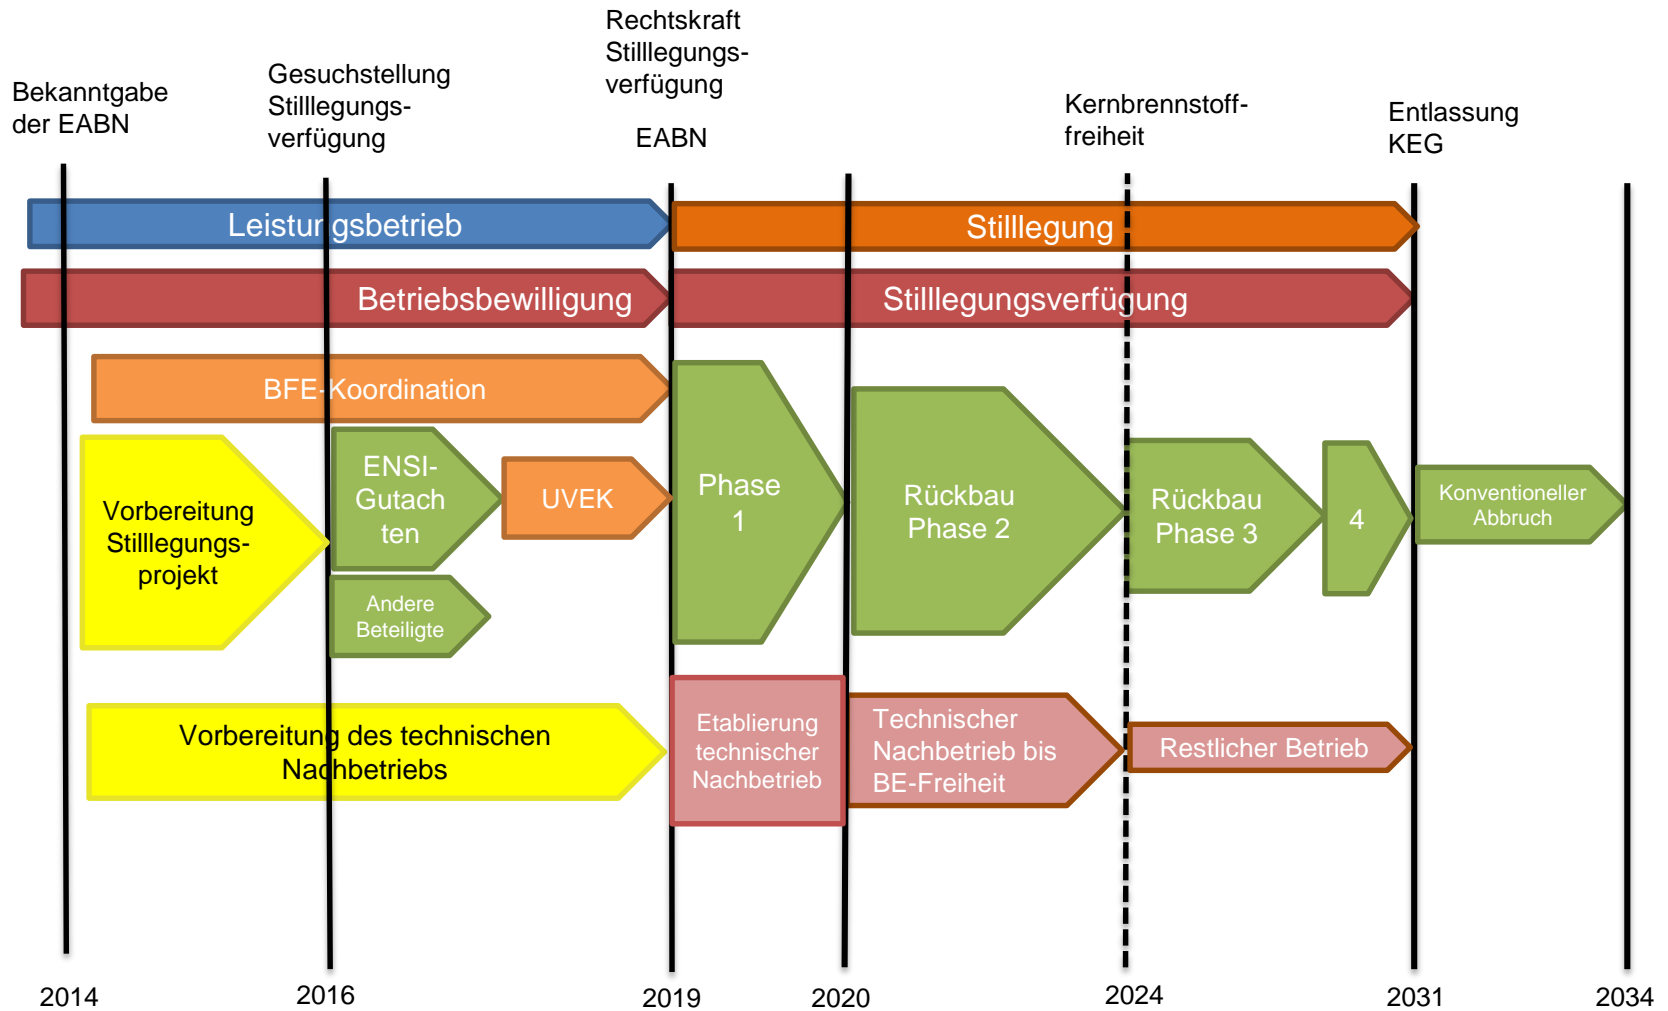 Bekanntgabe
der EABN
Gesuchstellung
Stilllegungs-
verfügung
Rechtskraft
Stilllegungs-
verfügung
EABN
Kernbrennstoff-
freiheit
Entlassung
KEG
Leistungsbetrieb
Stilllegung
Betriebsbewilligung
Stilllegungsverfügung
BFE-Koordination
Vorbereitung
Stilllegungs-
projekt
ENSI-
Gutach
ten
UVEK
Andere
Beteiligte
Phase
1
Rückbau
Phase 2
Rückbau
Phase 3
4
Konventioneller
Abbruch
Vorbereitung des technischen
Nachbetriebs
Etablierung
technischer
Nachbetrieb
Technischer
Nachbetrieb bis
BE-Freiheit
Restlicher Betrieb
2014
2016
2019
2020
2024
2031
2034